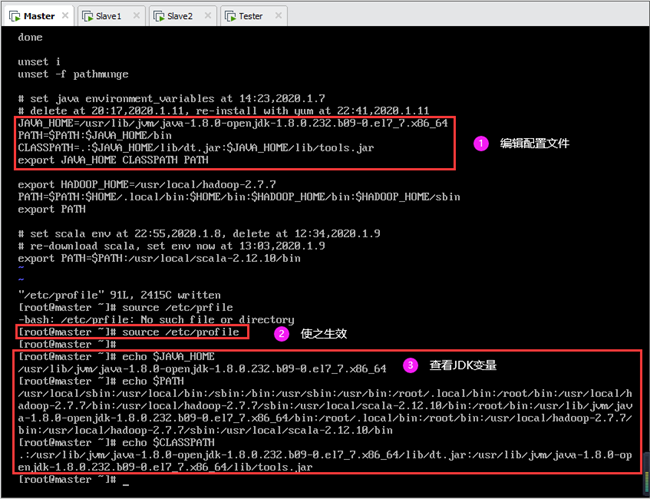 Master
Slave1
Slave2
Tester
done
unset i
unset -f pathmunge
# set java environment_variables at 14:23,2020.1.7
# delete at 20:17,2020.1.11, re-install with yum at 22:41,2020.1.11
JAVA_HOME=/usr/lib/jvm/java-1.8.0-openjdk-1.8.0.232.b09-0.el7_7.x86_64
PATH=$PATH:$JAVA_HOME/bin
CLASSPATH=.:$JAVA_HOME/lib/dt.jar:$JAVA_HOME/lib/tools.jar
export JAVA_HOME CLASSPATH PATH
1 编辑配置文件
export HADOOP_HOME=/usr/local/hadoop-2.7.7
PATH=$PATH:$HOME/.local/bin:$HOME/bin:$HADOOP_HOME/bin:$HADOOP_HOME/sbin
export PATH
# set scala env at 22:55,2020.1.8, delete at 12:34,2020.1.9
# re-download scala, set env now at 13:03,2020.1.9
export PATH=$PATH:/usr/local/scala-2.12.10/bin
~
~
"/etc/profile" 91L, 2415C written
[root@master ~]# source /etc/prfile
-bash: /etc/prfile: No such file or directory
[root@master ~]# source /etc/profile
2 使之生效
[root@master ~]#
[root@master ~]# echo $JAVA_HOME
/usr/lib/jvm/java-1.8.0-openjdk-1.8.0.232.b09-0.el7_7.x86_64
3 查看JDK变量
[root@master ~]# echo $PATH
/usr/local/sbin:/usr/local/bin:/sbin:/bin:/usr/sbin:/usr/bin:/root/.local/bin:/root/bin:/usr/local/h
adoop-2.7.7/bin:/usr/local/hadoop-2.7.7/sbin:/usr/local/scala-2.12.10/bin:/root/bin:/usr/lib/jvm/jav
a-1.8.0-openjdk-1.8.0.232.b09-0.el7_7.x86_64/bin:/root/.local/bin:/root/bin:/usr/local/hadoop-2.7.7/
bin:/usr/local/hadoop-2.7.7/sbin:/usr/local/scala-2.12.10/bin
[root@master ~]# echo $CLASSPATH
.:/usr/lib/jvm/java-1.8.0-openjdk-1.8.0.232.b09-0.el7_7.x86_64/lib/dt.jar:/usr/lib/jvm/java-1.8.0-op
enjdk-1.8.0.232.b09-0.el7_7.x86_64/lib/tools.jar
[root@master ~]# _